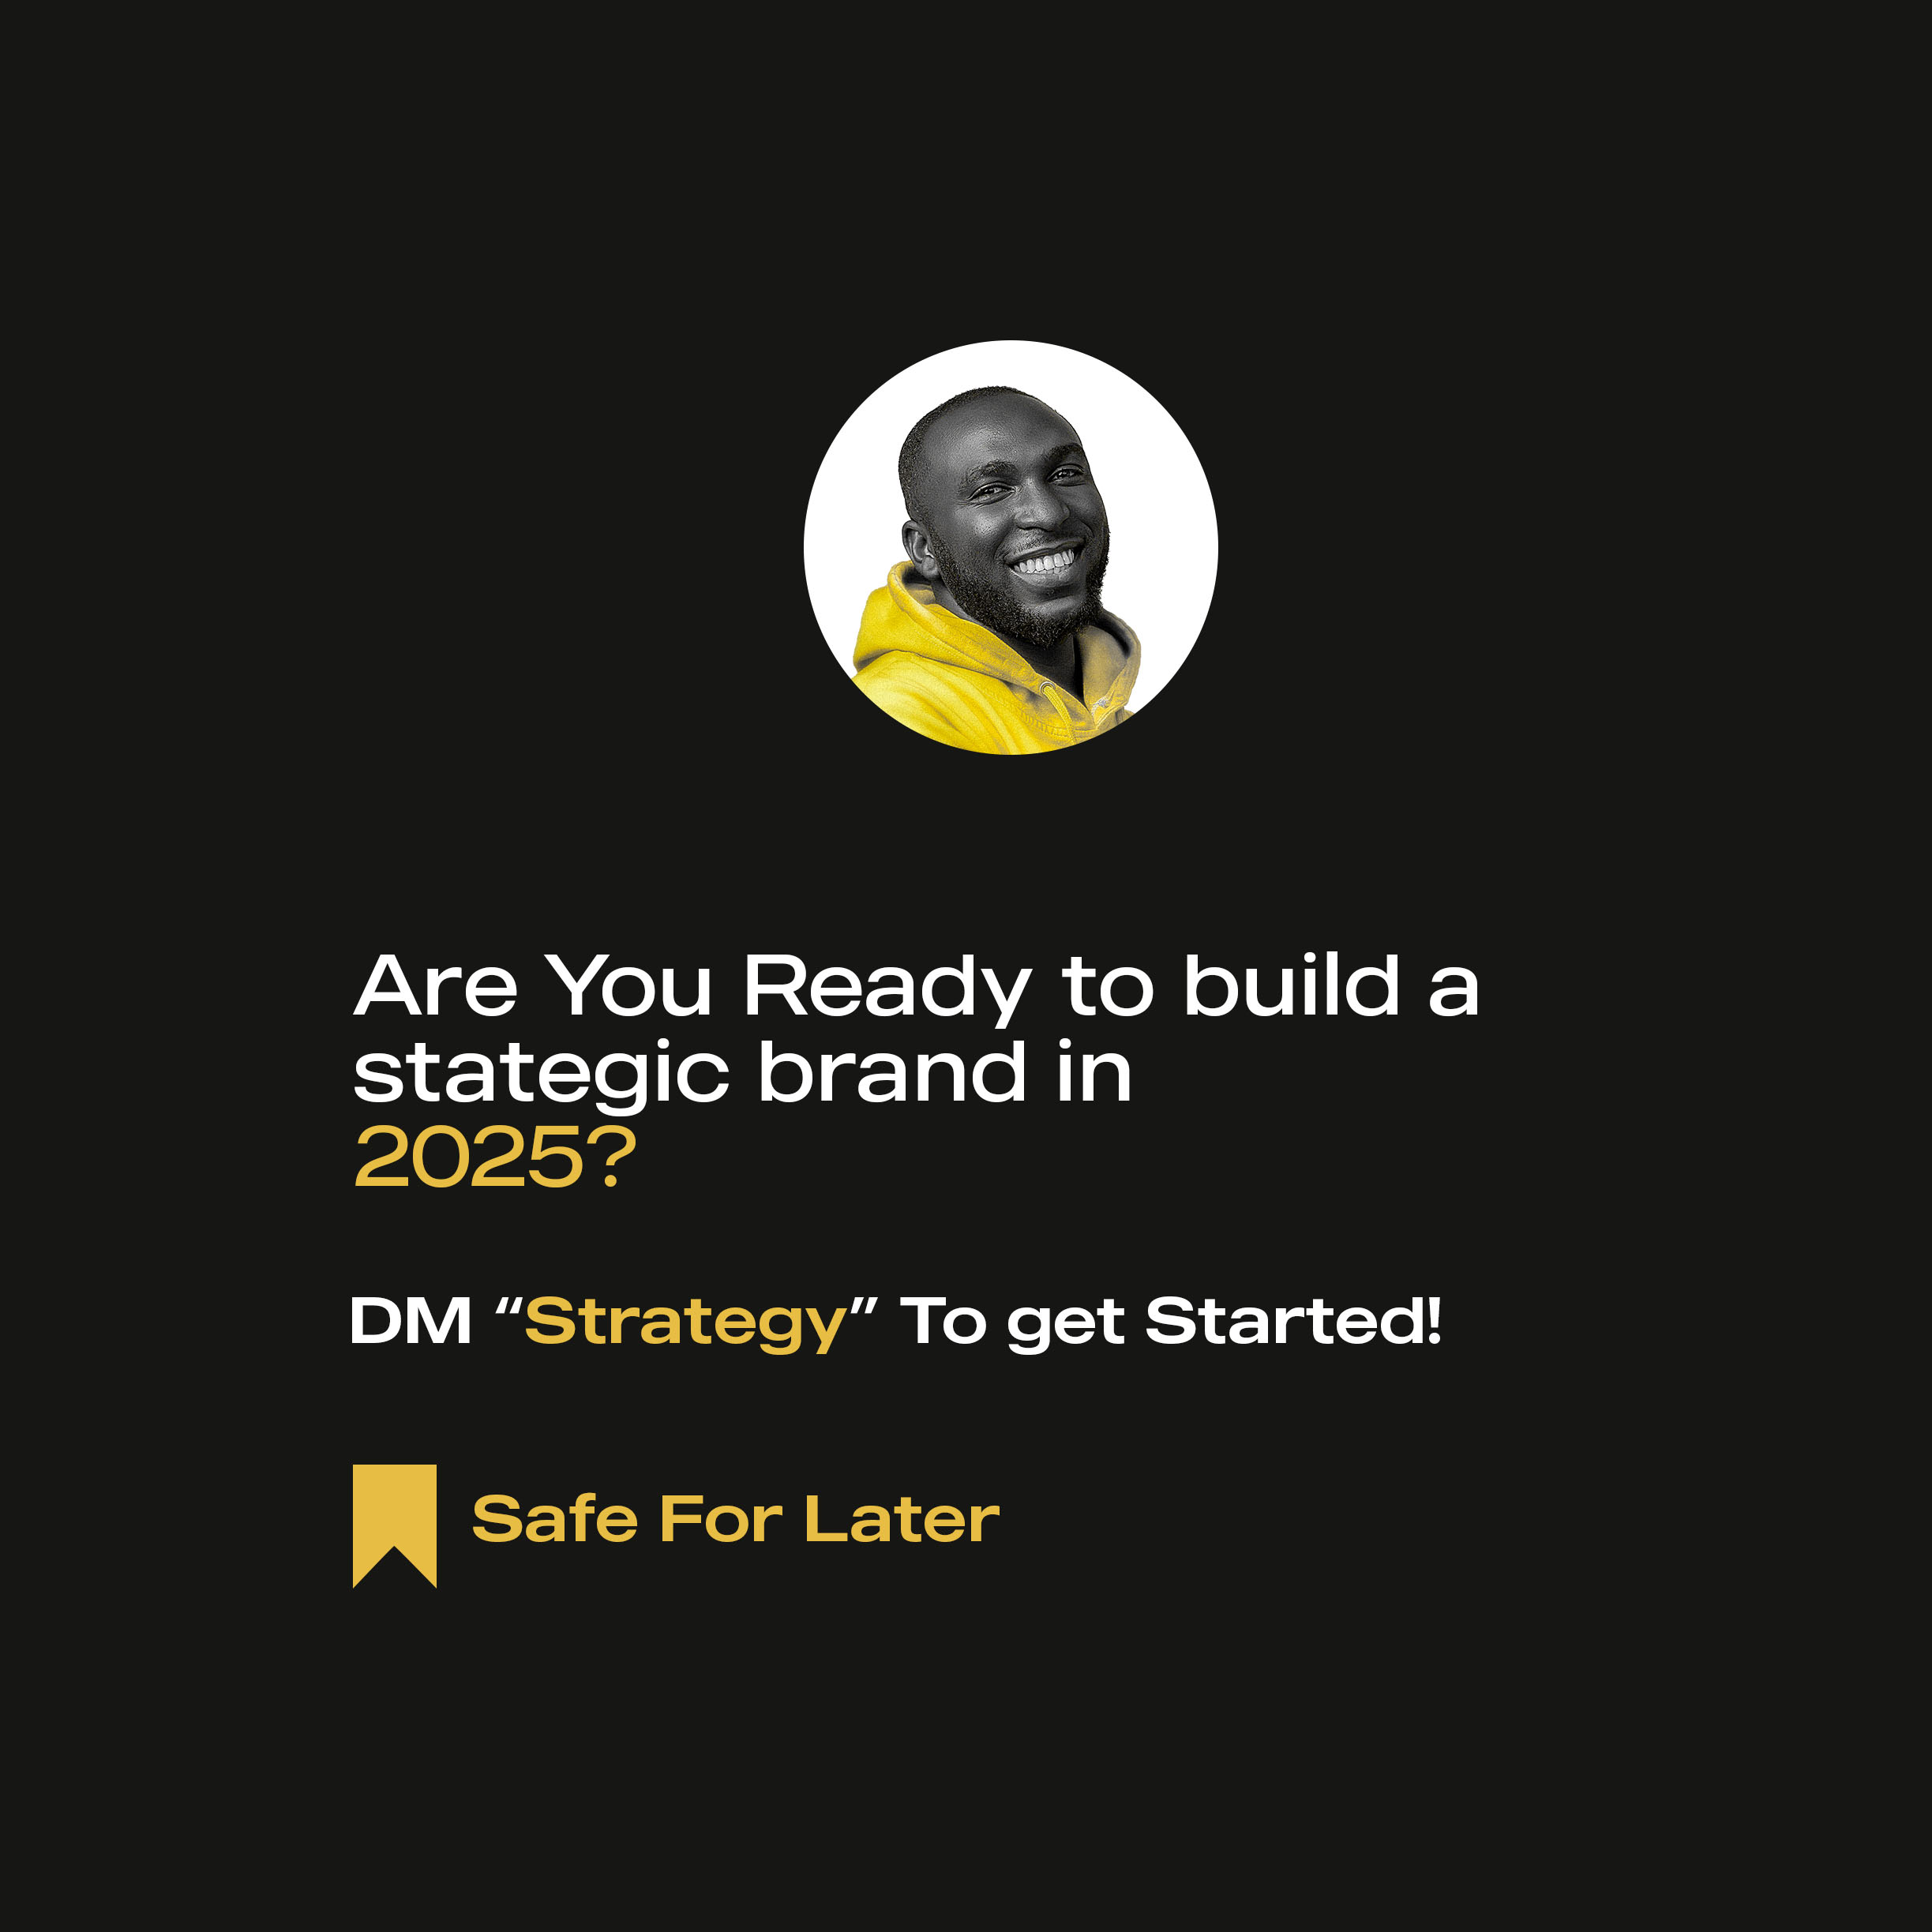 Are You Ready to build a
stategic brand in
2025?
DM “Strategy” To get Started!
Safe For Later